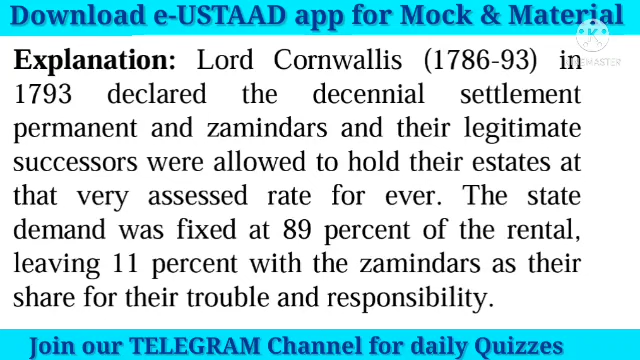 Download e-USTAAD app for Mock & Material
Explanation: Lord Cornwallis (1786-93) in
1793 declared the decennial settlement
permanent and zamindars and their legitimate
successors were allowed to hold their estates at
that very assessed rate for ever. The state
demand was fixed at 89 percent of the rental,
leaving 11 percent with the zamindars as their
share for their trouble and responsibility.
Join our TELEGRAM Channel for daily Quizzes
KINEMASTER